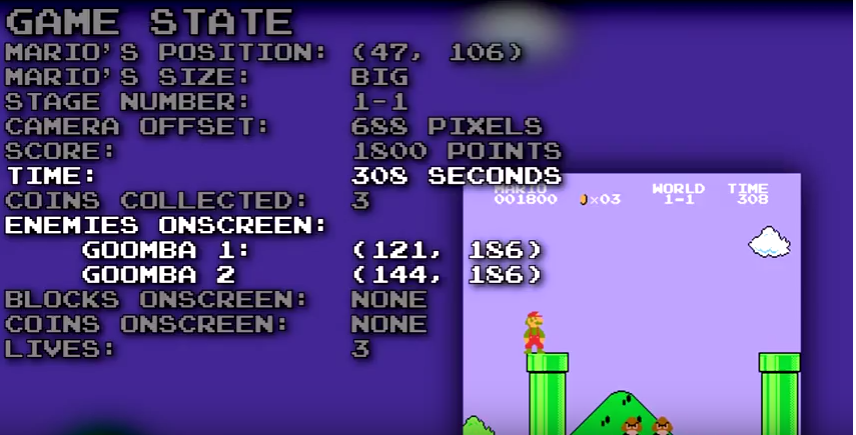 GAME STATE
MARIO'S POSITION: (47, 106)
MARIO'S SIZE: BIG
STAGE NUMBER: 1-1
CAMERA OFFSET: 688 PIXELS
SCORE: 1800 POINTS
TIME: 308 SECONDS
COINS COLLECTED: 3
ENEMIES ONSCREEN:
GOOMBA 1: (121, 186)
GOOMBA 2 (144, 186)
BLOCKS ONSCREEN: NONE
COINS ONSCREEN: NONE
LIVES: 3
MARIO WORLD TIME
001800 ×03 1-1 308